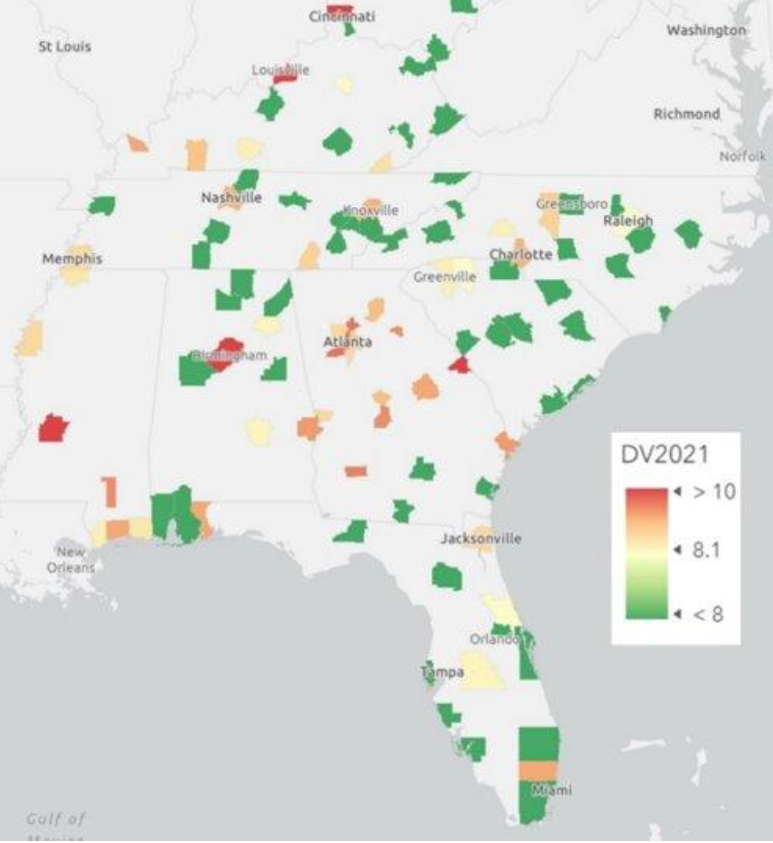 Cincinnati
Washington
St Louis
Louisville
Richmond
Norfolk
Nashville
Knoxville
Greensboro
Raleigh
Memphis
Charlotte
Greenville
Atlanta
Birmingham
DV2021
> 10
8.1
< 8
Jacksonville
New
Orleans
Orlando
Tampa
Miami
Gulf of
Mexico